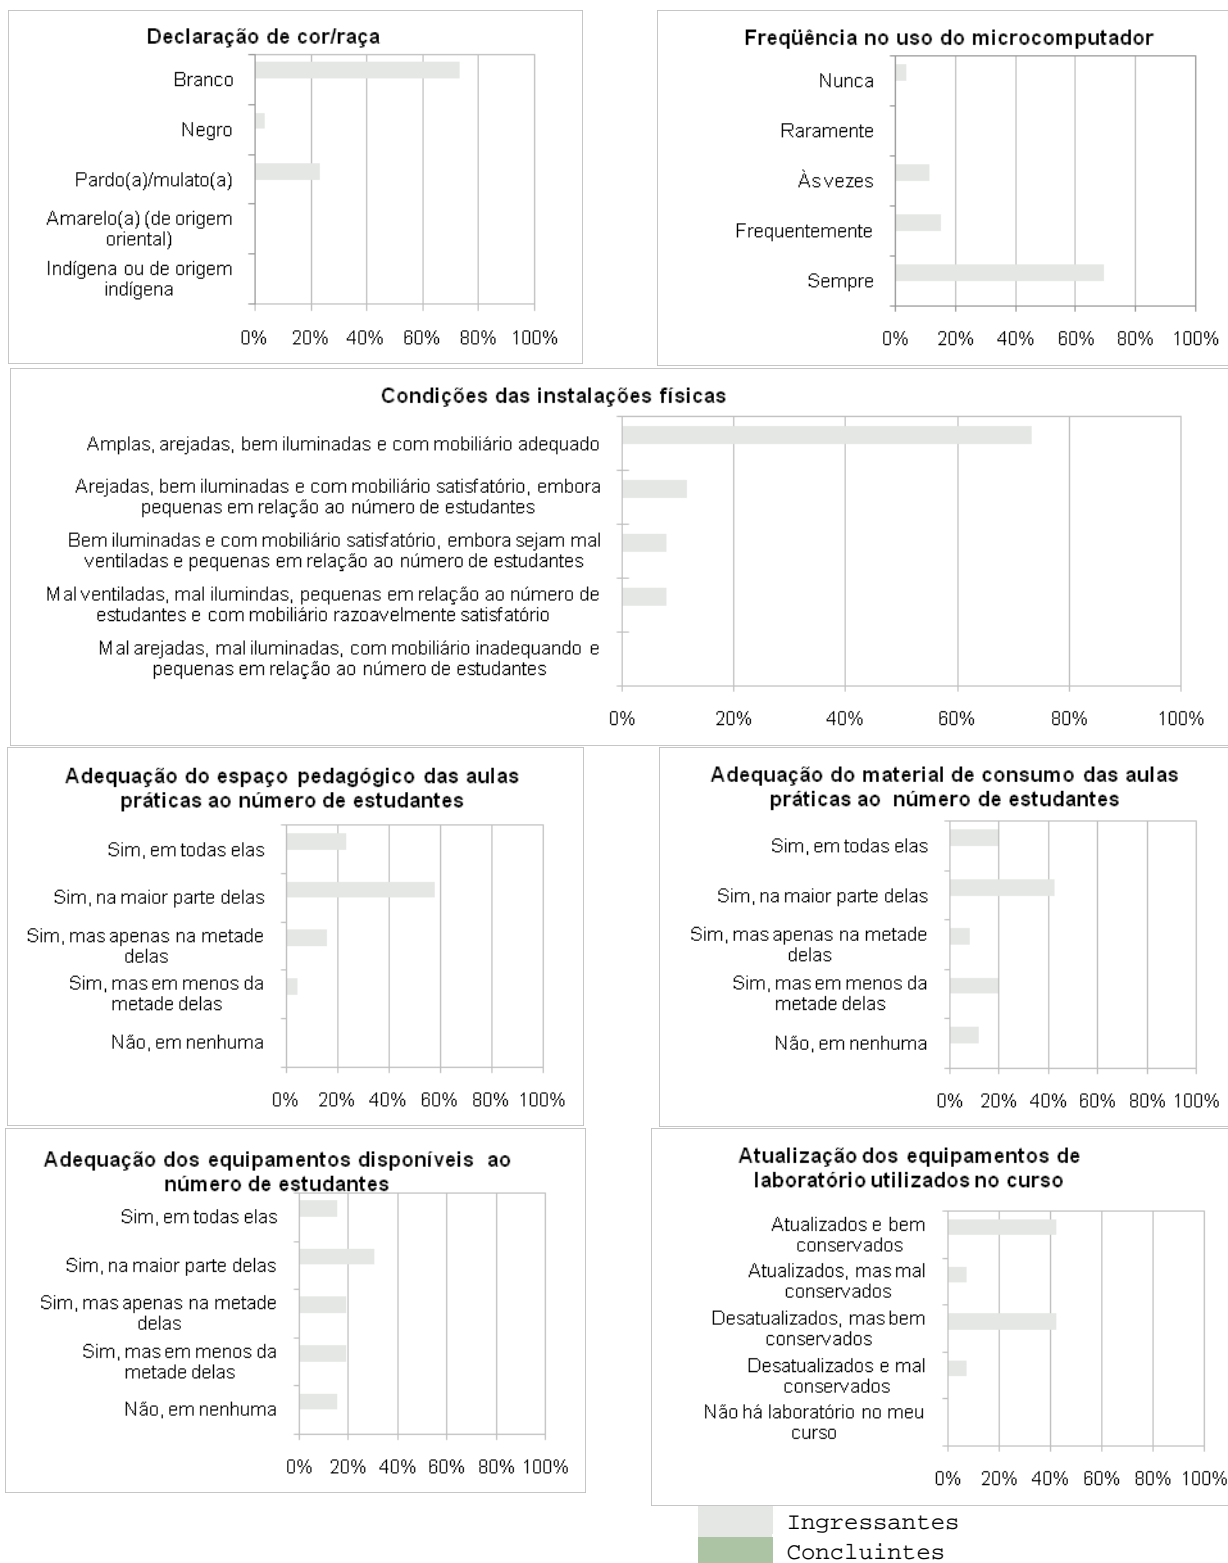 Declaração de cor/raça
Branco
Negro
Pardo(a)/mulato(a)
Amarelo(a) (de origem
oriental)
Indígena ou de origem
indígena
0% 20% 40% 60% 80% 100%
Freqüência no uso do microcomputador
Nunca
Raramente
Às vezes
Frequentemente
Sempre
0% 20% 40% 60% 80% 100%
Condições das instalações físicas
Amplas, arejadas, bem iluminadas e com mobiliário adequado
Arejadas, bem iluminadas e com mobiliário satisfatório, embora
pequenas em relação ao número de estudantes
Bem iluminadas e com mobiliário satisfatório, embora sejam mal
ventiladas e pequenas em relação ao número de estudantes
Mal ventiladas, mal ilumindas, pequenas em relação ao número de
estudantes e com mobiliário razoavelmente satisfatório
Mal arejadas, mal iluminadas, com mobiliário inadequando e
pequenas em relação ao número de estudantes
0% 20% 40% 60% 80% 100%
Adequação do espaço pedagógico das aulas
práticas ao número de estudantes
Sim, em todas elas
Sim, na maior parte delas
Sim, mas apenas na metade
delas
Sim, mas em menos da
metade delas
Não, em nenhuma
0% 20% 40% 60% 80% 100%
Adequação do material de consumo das aulas
práticas ao número de estudantes
Sim, em todas elas
Sim, na maior parte delas
Sim, mas apenas na metade
delas
Sim, mas em menos da
metade delas
Não, em nenhuma
0% 20% 40% 60% 80% 100%
Adequação dos equipamentos disponíveis ao
número de estudantes
Sim, em todas elas
Sim, na maior parte delas
Sim, mas apenas na metade
delas
Sim, mas em menos da
metade delas
Não, em nenhuma
0% 20% 40% 60% 80% 100%
Atualização dos equipamentos de
laboratório utilizados no curso
Atualizados e bem
conservados
Atualizados, mas mal
conservados
Desatualizados, mas bem
conservados
Desatualizados e mal
conservados
Não há laboratório no meu
curso
0% 20% 40% 60% 80% 100%
Ingressantes
Concluintes